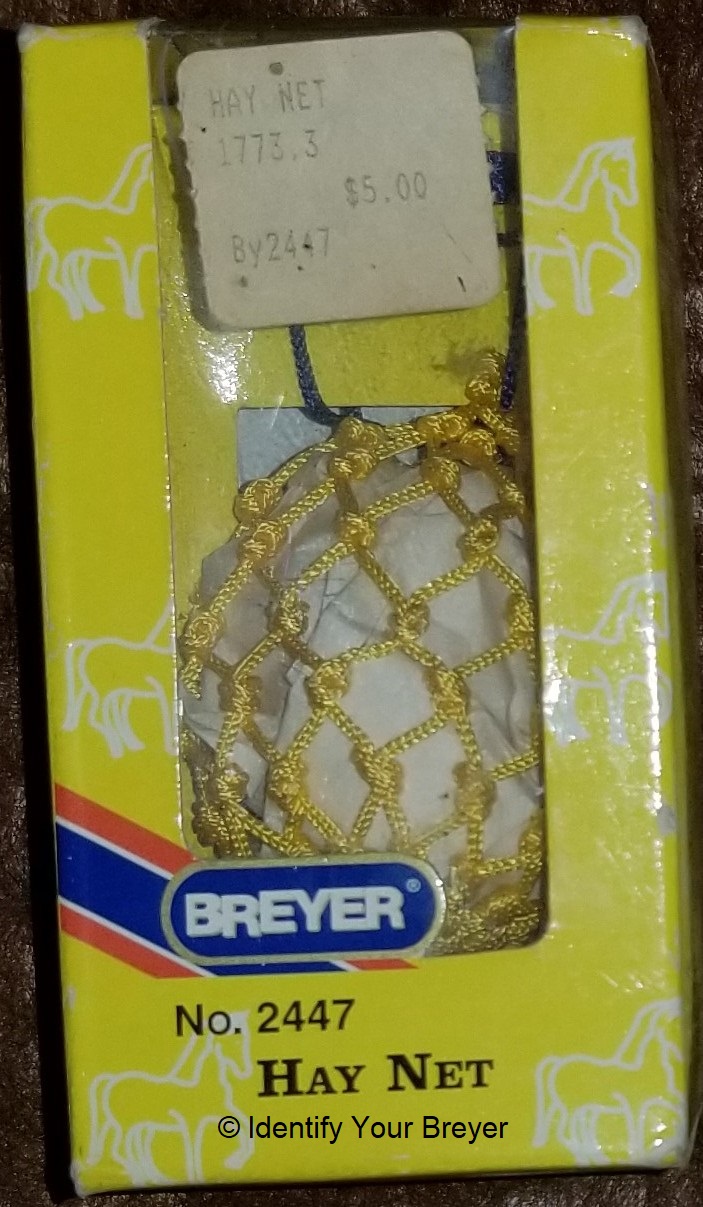 HAY NET
1773.3
$5.00
By2447
BREYER®
No. 2447
HAY NET
© Identify Your Breyer